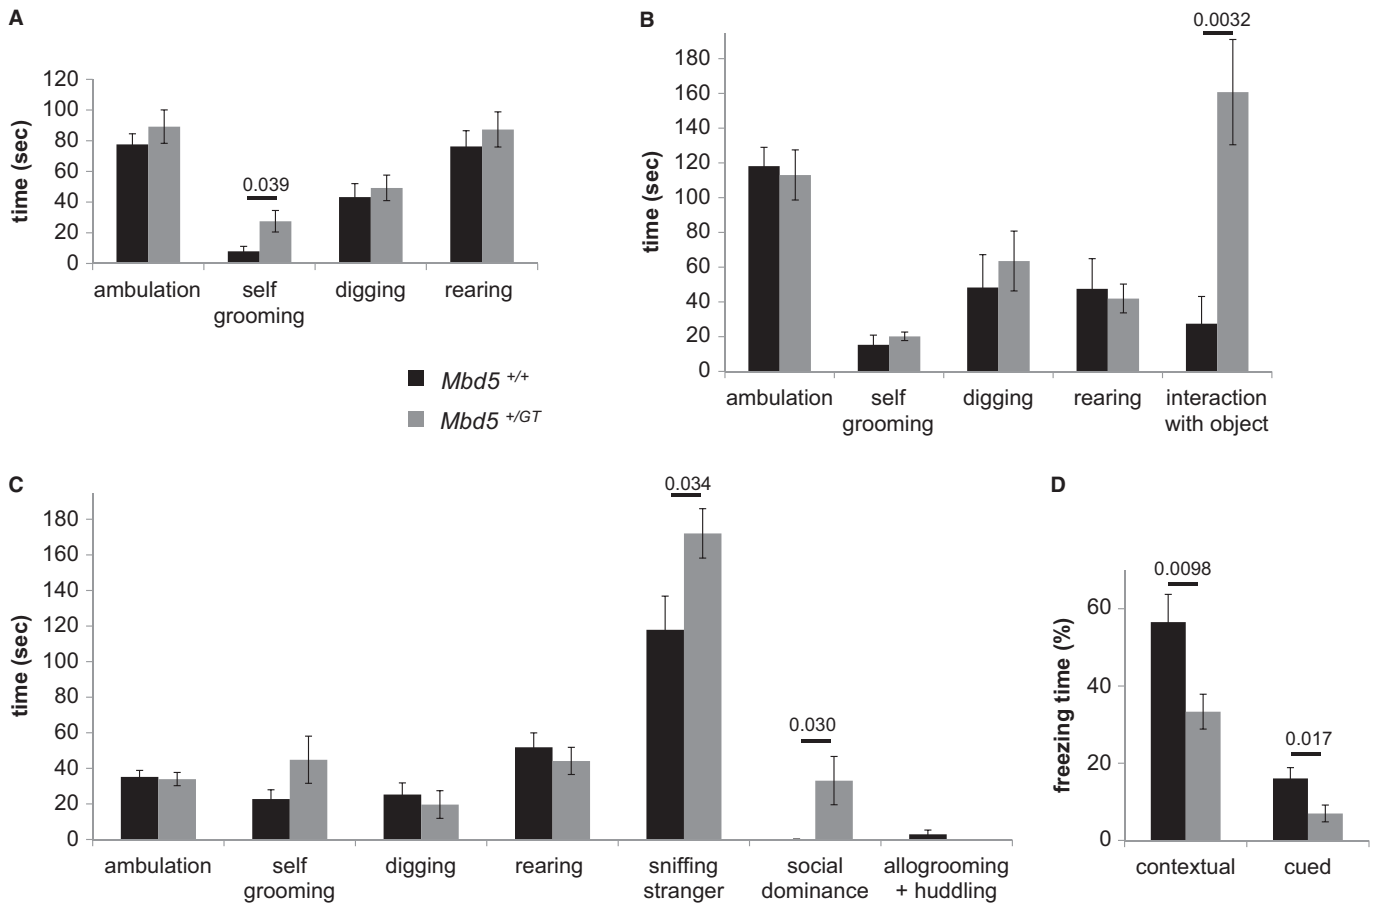 A
time (sec)
120
100
80
60
40
20
0
0.039
ambulation
self
grooming
digging
rearing
Mbd5 +/+
Mbd5 +/GT
B
time (sec)
180
160
140
120
100
80
60
40
20
0
0.0032
ambulation
self
grooming
digging
rearing
interaction
with object
C
time (sec)
180
160
140
120
100
80
60
40
20
0
0.034
0.030
ambulation
self
grooming
digging
rearing
sniffing
stranger
social
dominance
allogrooming
+ huddling
D
freezing time (%)
60
40
20
0
0.0098
0.017
contextual
cued